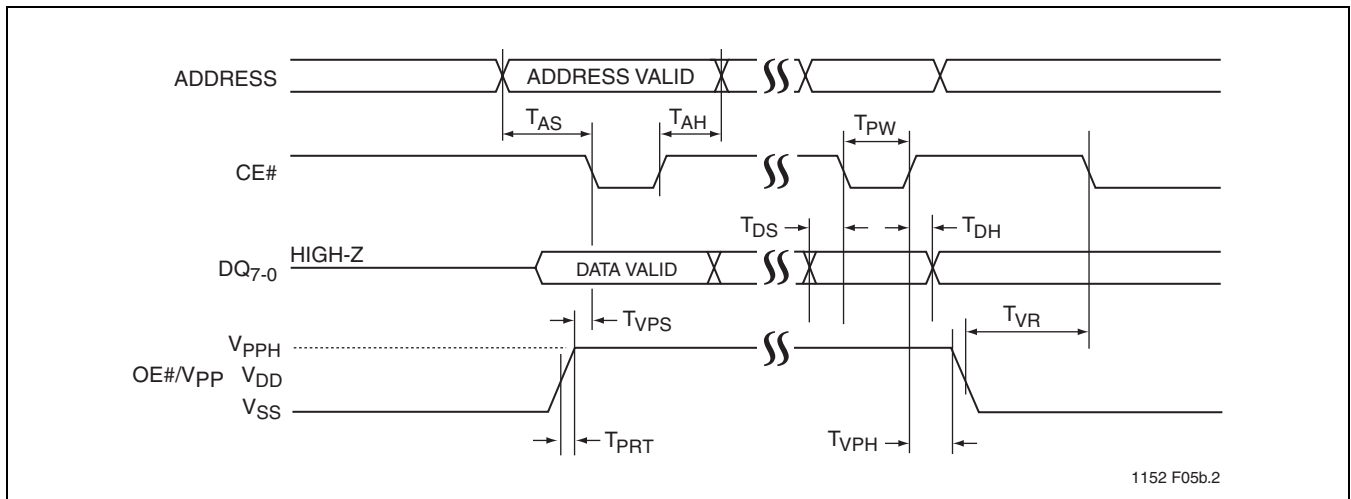 ADDRESS
ADDRESS VALID
TAS
TAH
TPW
CE#
TDS
TDH
HIGH-Z
DQ7-0
DATA VALID
TVPS
TVR
VPPH
OE#/VPP VDD
VSS
TPRT
TVPH
1152 F05b.2